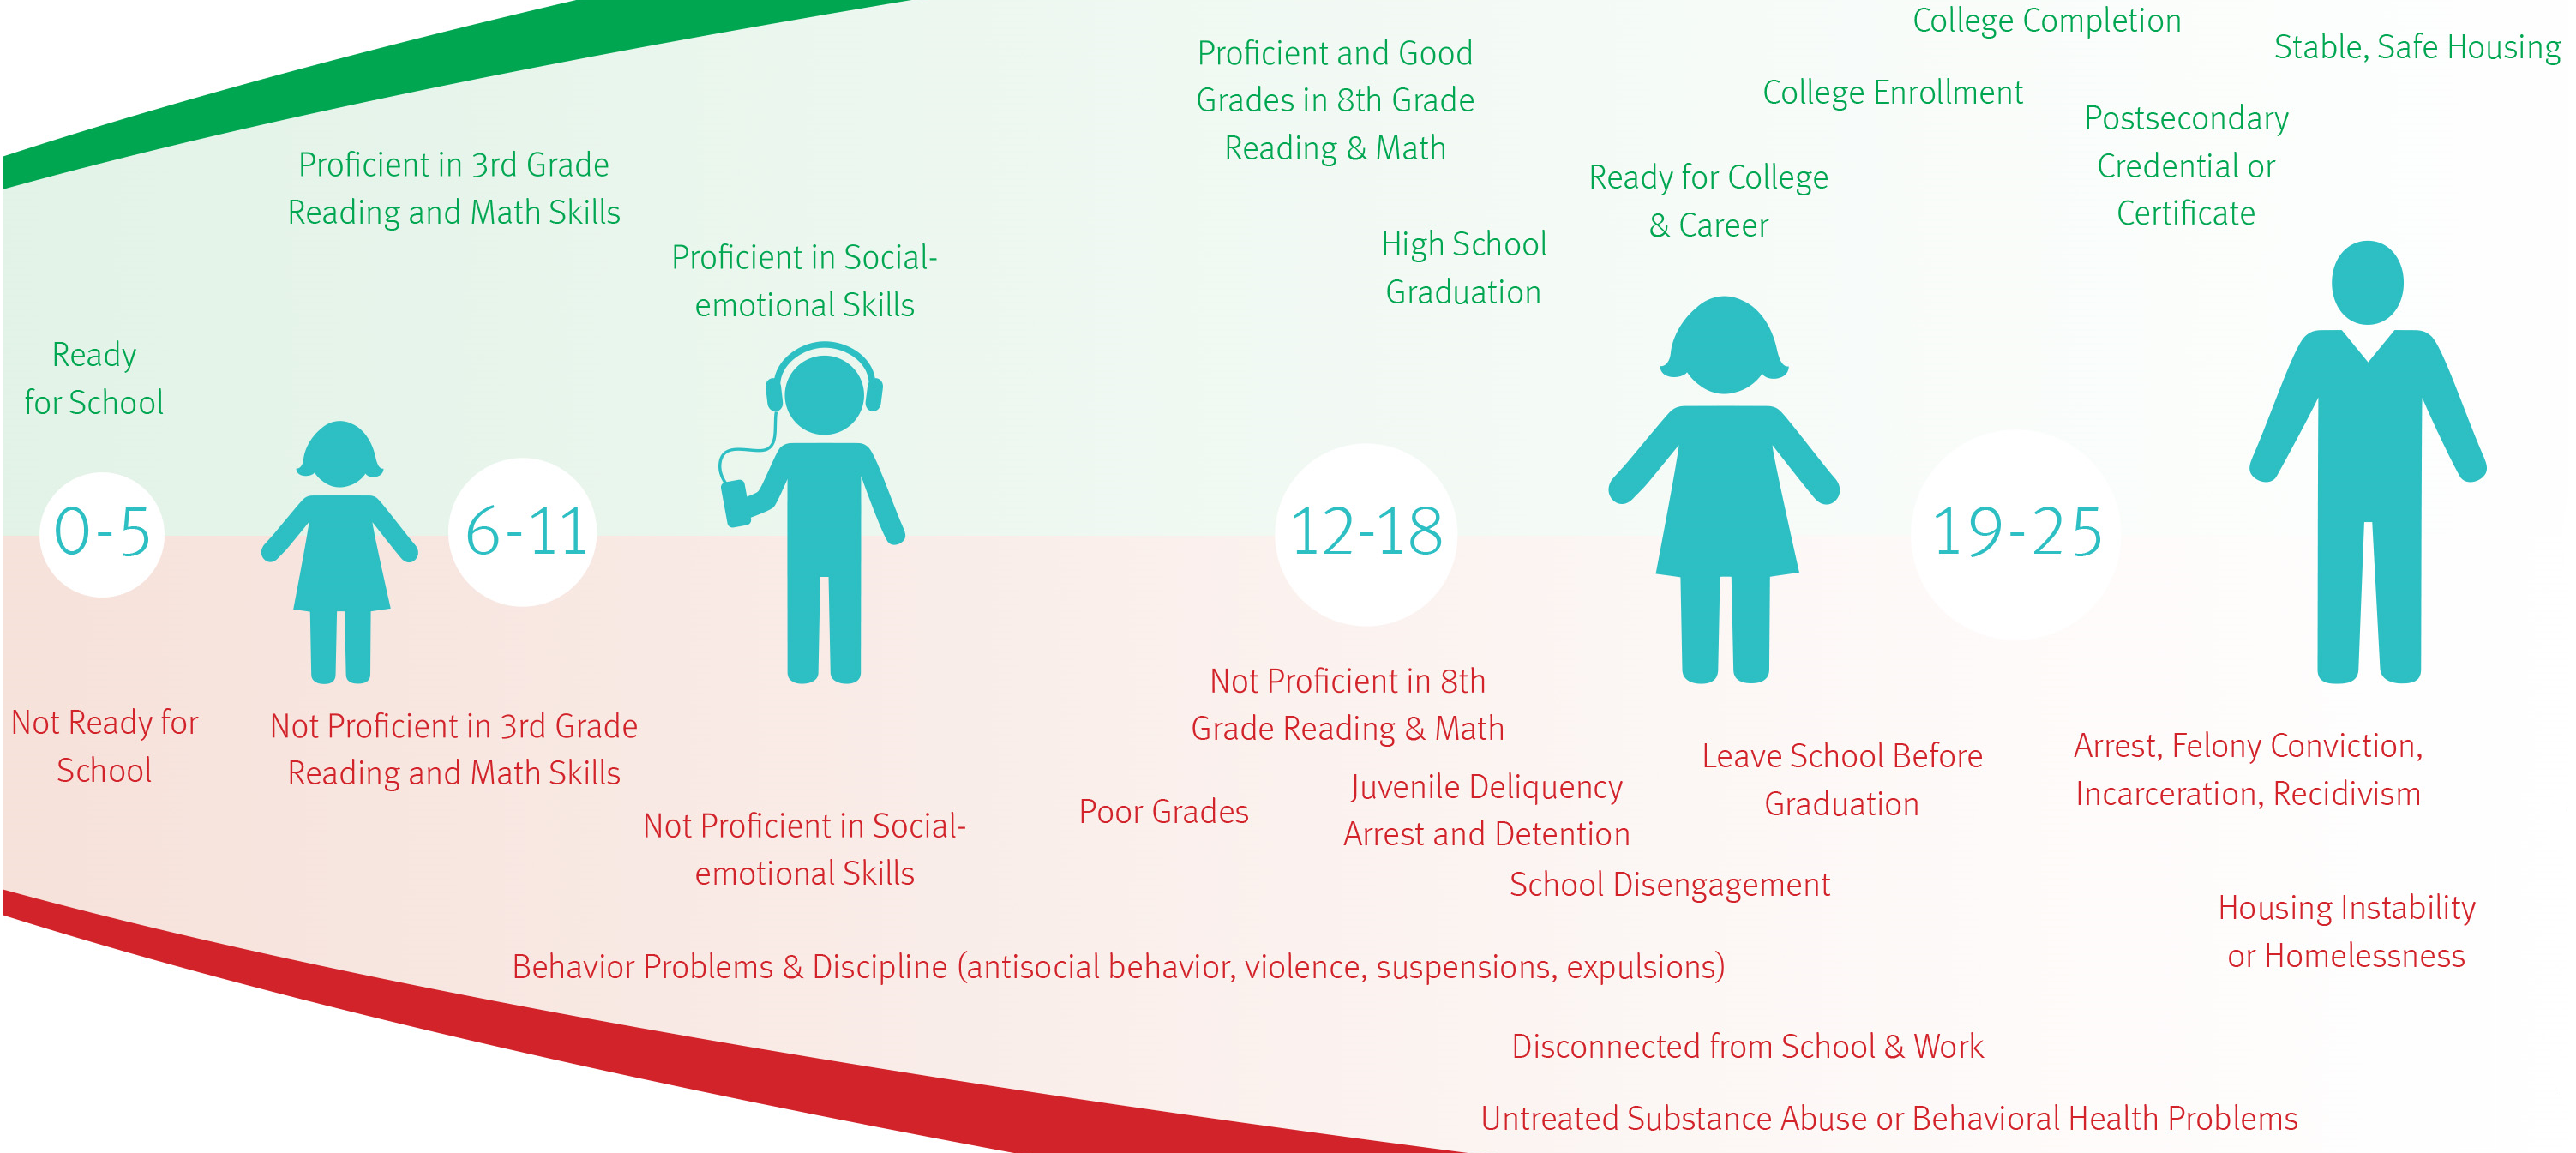 College Completion
Stable, Safe Housing
Proficient and Good
Grades in 8th Grade
Reading & Math
College Enrollment
Postsecondary
Credential or
Certificate
Proficient in 3rd Grade
Reading and Math Skills
Ready for College
& Career
High School
Graduation
Proficient in Social-
emotional Skills
Ready
for School
0-5
6-11
12-18
19-25
Not Ready for
School
Not Proficient in 3rd Grade
Reading and Math Skills
Not Proficient in Social-
emotional Skills
Not Proficient in 8th
Grade Reading & Math
Poor Grades
Juvenile Deliquency
Arrest and Detention
Leave School Before
Graduation
Arrest, Felony Conviction,
Incarceration, Recidivism
School Disengagement
Housing Instability
or Homelessness
Behavior Problems & Discipline (antisocial behavior, violence, suspensions, expulsions)
Disconnected from School & Work
Untreated Substance Abuse or Behavioral Health Problems